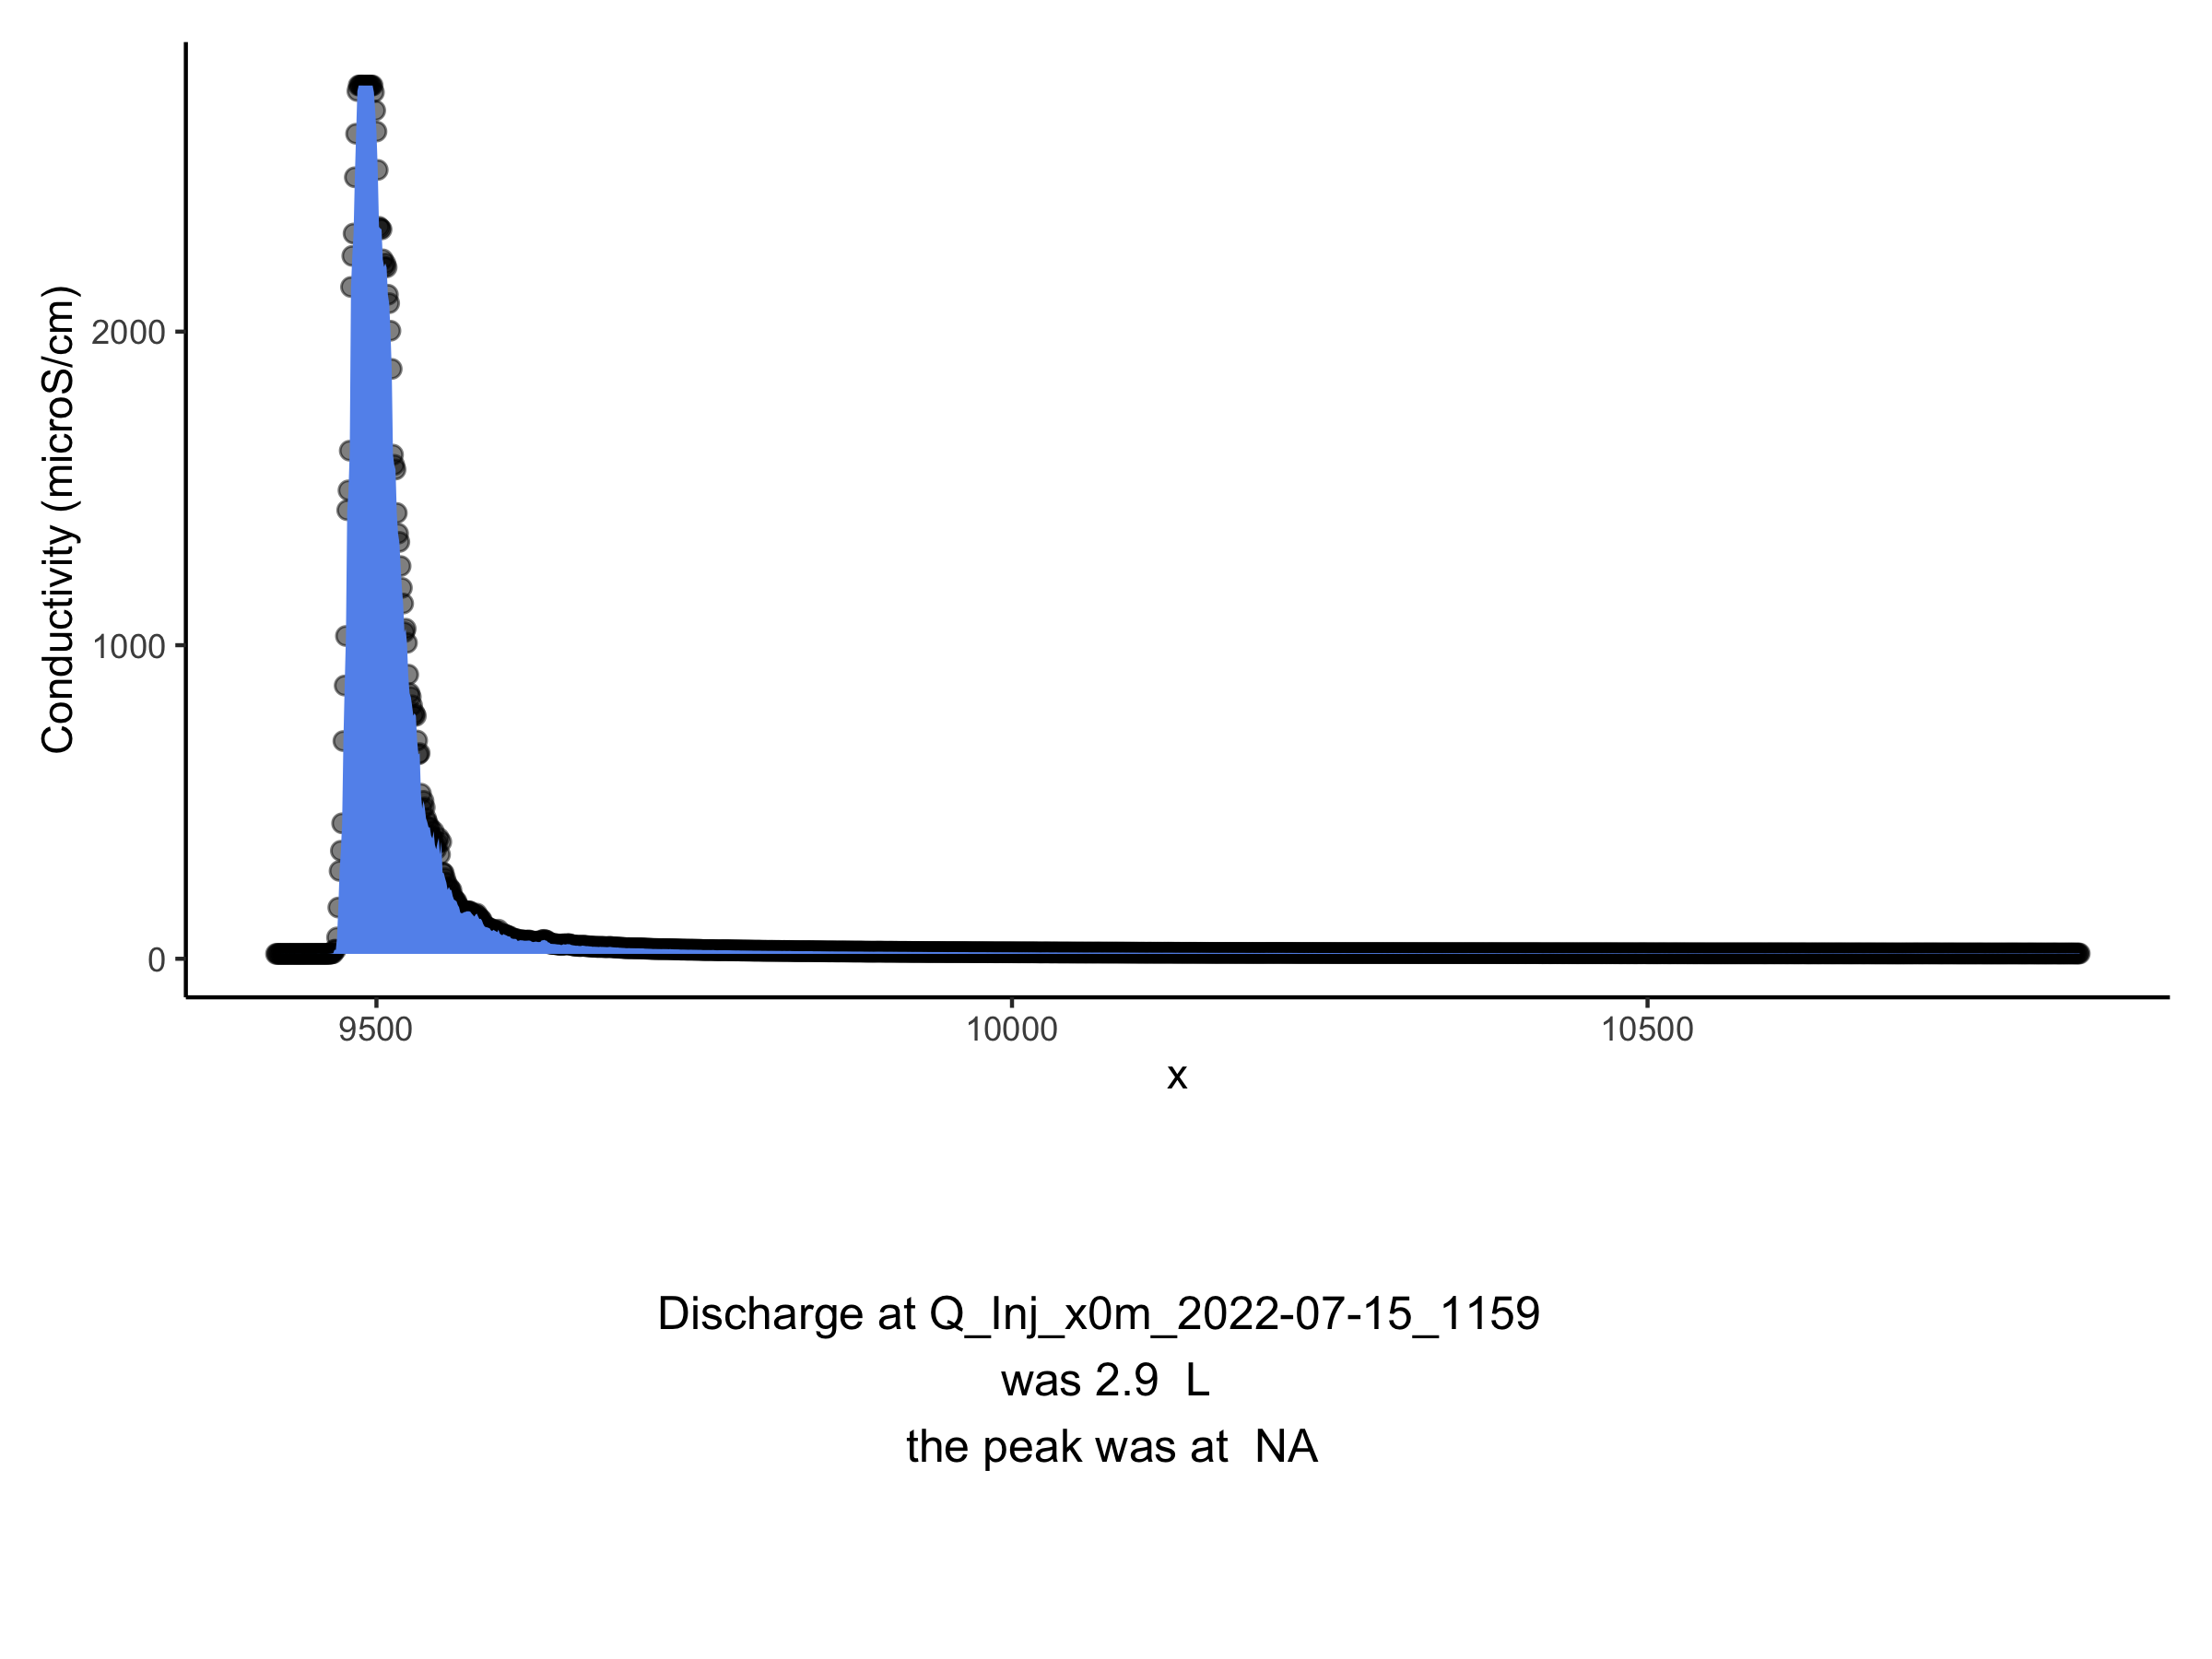 Conductivity (microS/cm)
2000
1000
0
9500
10000
10500
x
Discharge at Q_Inj_x0m_2022-07-15_1159
was 2.9  L
the peak was at  NA